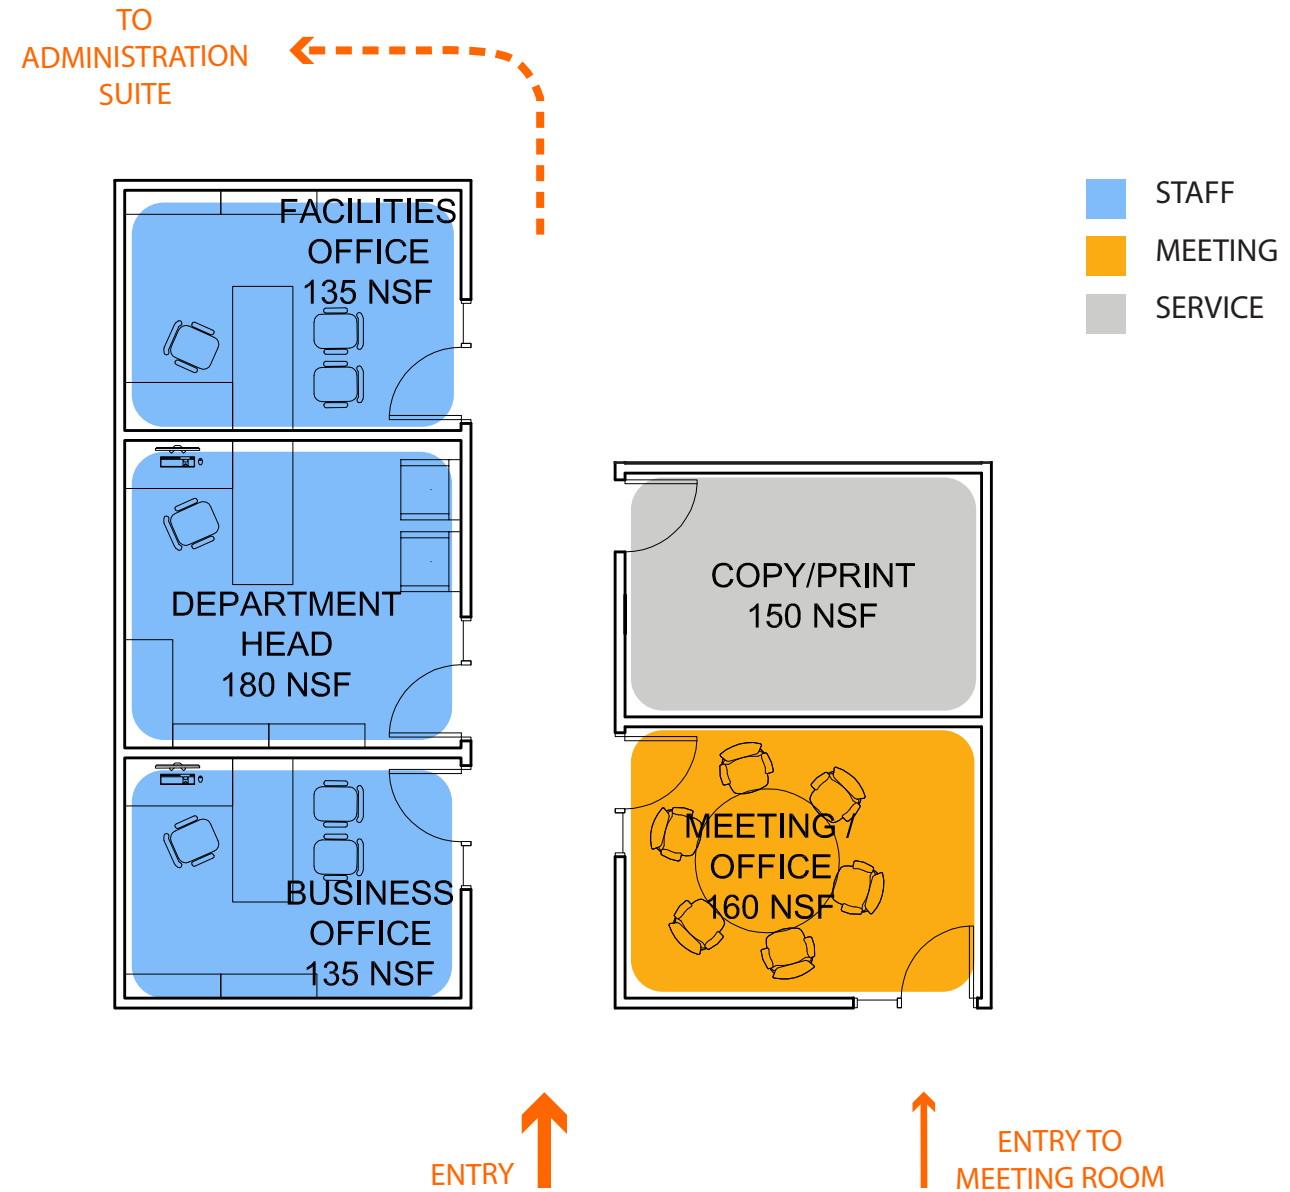 TO
ADMINISTRATION
SUITE
STAFF
MEETING
SERVICE
FACILITIES
OFFICE
135 NSF
DEPARTMENT
HEAD
180 NSF
BUSINESS
OFFICE
135 NSF
COPY/PRINT
150 NSF
MEETING /
OFFICE
160 NSF
ENTRY
ENTRY TO
MEETING ROOM